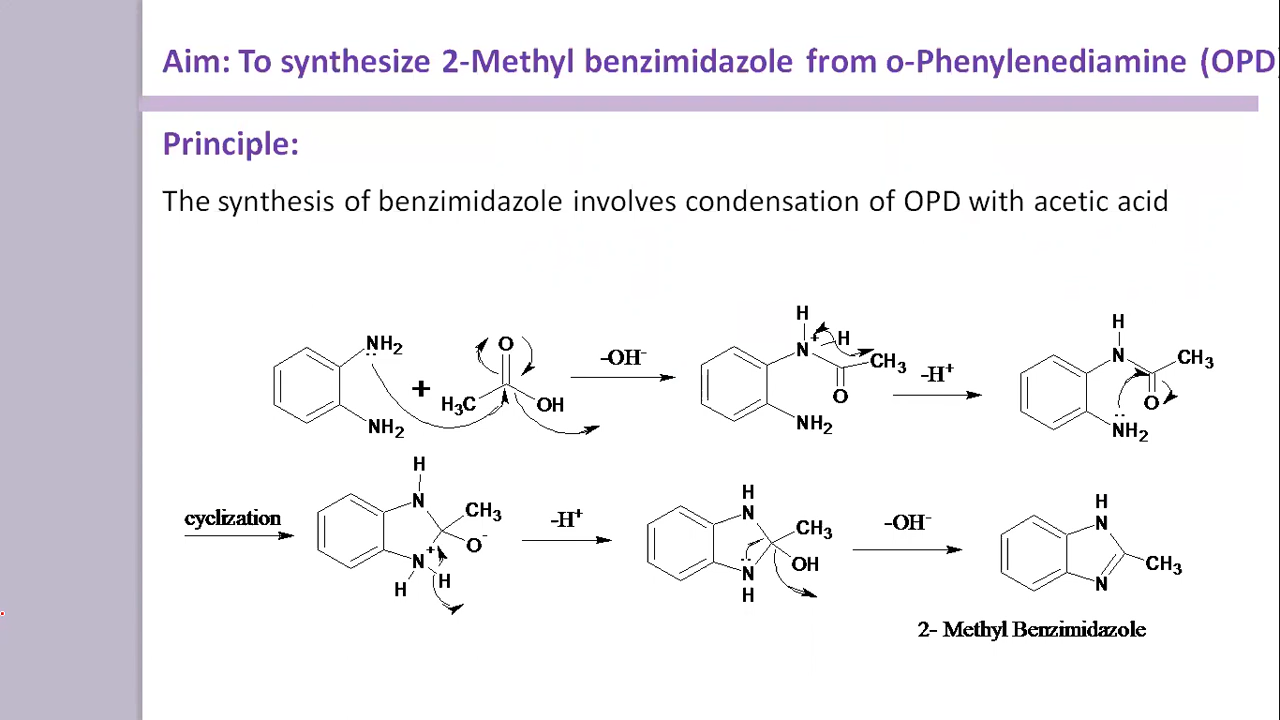 Aim: To synthesize 2-Methyl benzimidazole from o-Phenylenediamine (OPD)
Principle:
The synthesis of benzimidazole involves condensation of OPD with acetic acid
NH2
NH2
+
O
H3C
OH
-OH-
H
N
+
H
CH3
O
NH2
-H+
H
N
CH3
O
NH2
cyclization
H
N
CH3
O-
N
+
H
H
-H+
H
N
CH3
OH
N
H
-OH-
H
N
CH3
N
2- Methyl Benzimidazole